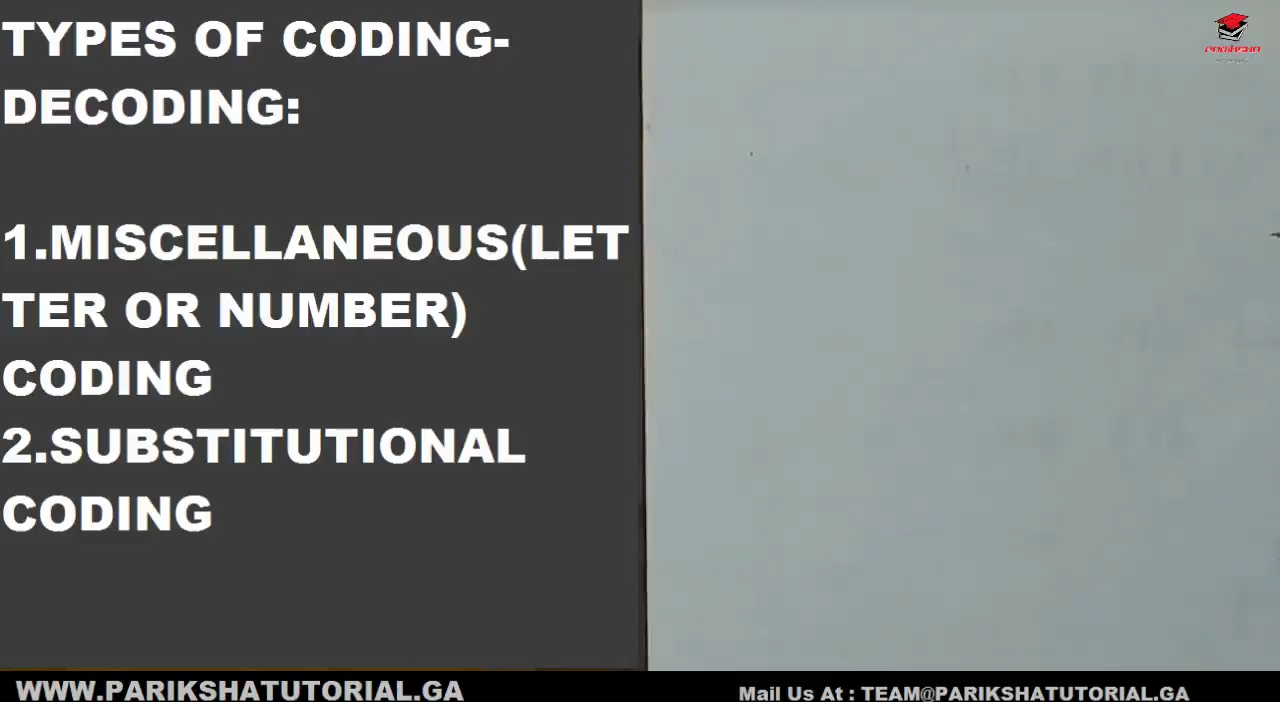 TYPES OF CODING-
DECODING:
1.MISCELLANEOUS(LET
TER OR NUMBER)
CODING
2.SUBSTITUTIONAL
CODING
WWW.PARIKSHATUTORIAL.GA
Mail Us At : TEAM@PARIKSHATUTORIAL.GA